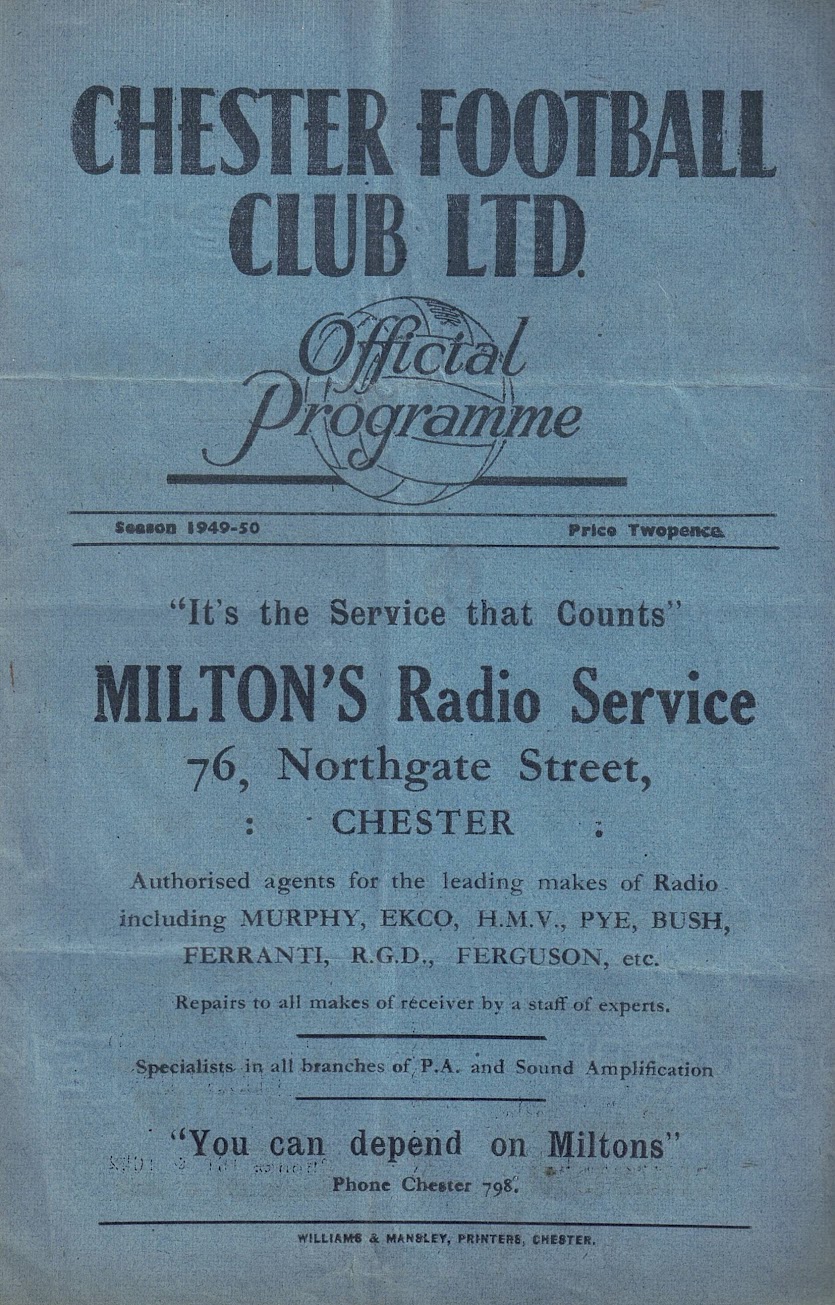 CHESTER FOOTBALL
CLUB LTD.
Official
Programme
Season 1949-50 Price Twopence
"It's the Service that Counts"
MILTON'S Radio Service
76, Northgate Street,
: CHESTER :
Authorised agents for the leading makes of Radio
including MURPHY, EKCO, H.M.V., PYE, BUSH,
FERRANTI, R.G.D., FERGUSON, etc.
Repairs to all makes of receiver by a staff of experts.
Specialists in all branches of P.A. and Sound Amplification
"You can depend on Miltons"
Phone Chester 798.
WILLIAMS & MANSLEY, PRINTERS, CHESTER.